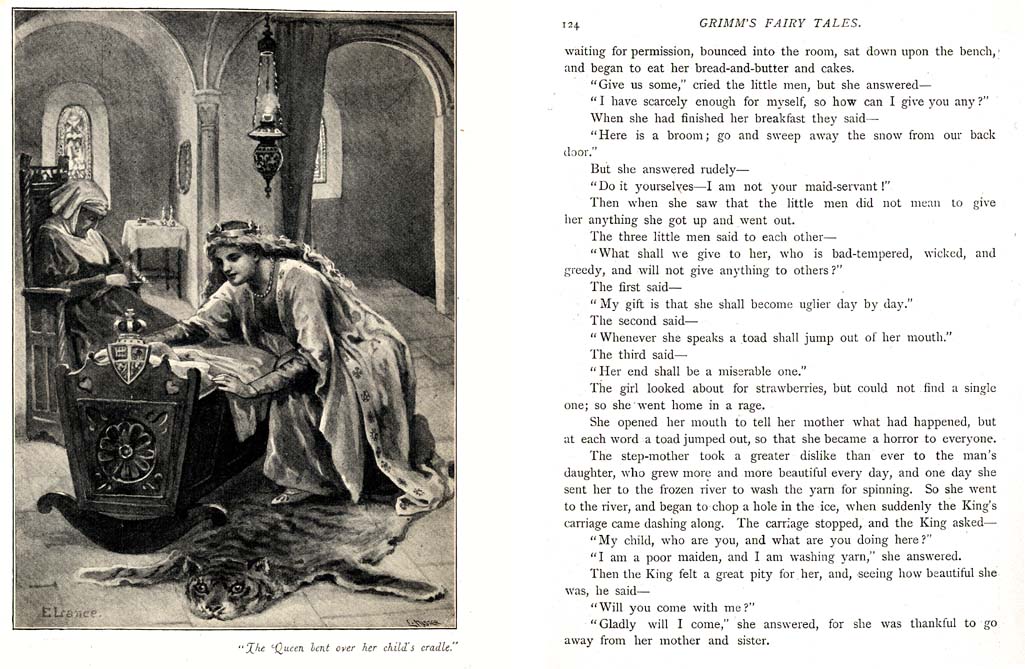 E Lrance.
"The Queen bent over her child's cradle."
124 GRIMM'S FAIRY TALES.
waiting for permission, bounced into the room, sat down upon the bench,
and began to eat her bread-and-butter and cakes.
"Give us some," cried the little men, but she answered—
"I have scarcely enough for myself, so how can I give you any?"
When she had finished her breakfast they said—
"Here is a broom; go and sweep away the snow from our back
door."
But she answered rudely—
"Do it yourselves—I am not your maid-servant!"
Then when she saw that the little men did not mean to give
her anything she got up and went out.
The three little men said to each other—
"What shall we give to her, who is bad-tempered, wicked, and
greedy, and will not give anything to others?"
The first said—
"My gift is that she shall become uglier day by day."
The second said—
"Whenever she speaks a toad shall jump out of her mouth."
The third said—
"Her end shall be a miserable one."
The girl looked about for strawberries, but could not find a single
one; so she went home in a rage.
She opened her mouth to tell her mother what had happened, but
at each word a toad jumped out, so that she became a horror to everyone.
The step-mother took a greater dislike than ever to the man's
daughter, who grew more and more beautiful every day, and one day she
sent her to the frozen river to wash the yarn for spinning. So she went
to the river, and began to chop a hole in the ice, when suddenly the King's
carriage came dashing along. The carriage stopped, and the King asked—
"My child, who are you, and what are you doing here?"
"I am a poor maiden, and I am washing yarn," she answered.
Then the King felt a great pity for her, and, seeing how beautiful she
was, he said—
"Will you come with me?"
"Gladly will I come," she answered, for she was thankful to go
away from her mother and sister.